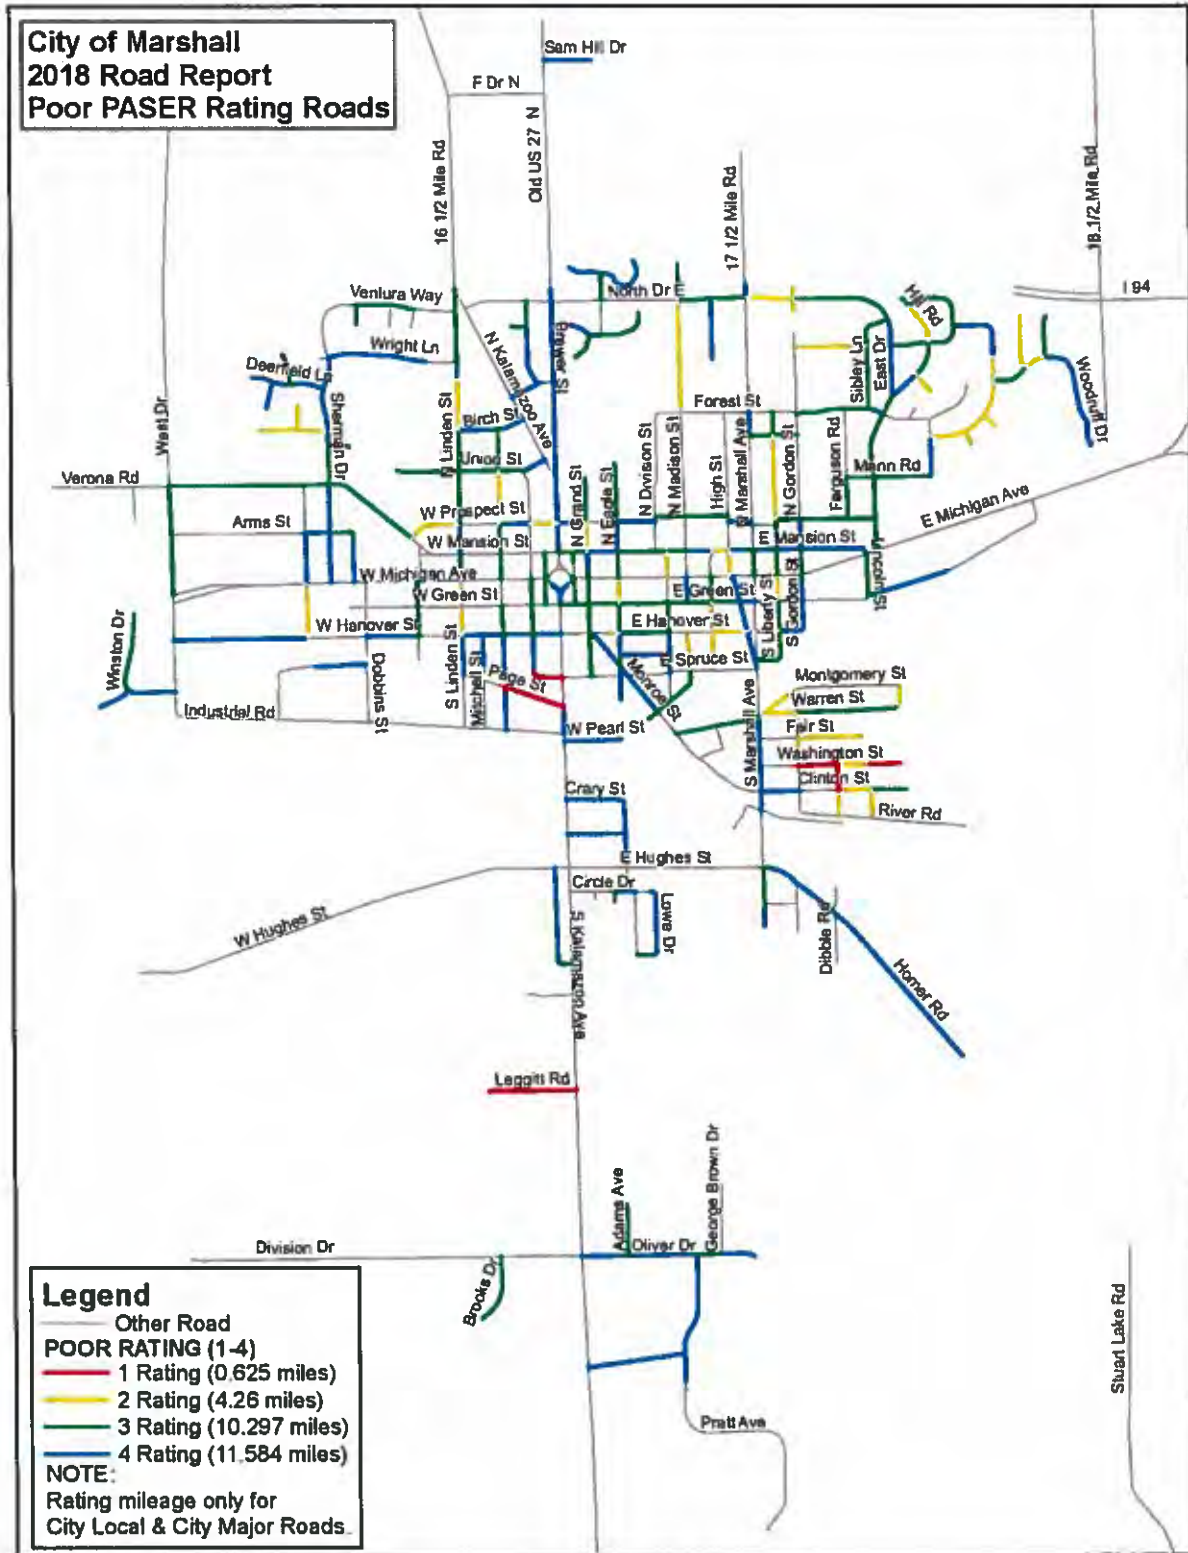 City of Marshall
2018 Road Report
Poor PASER Rating Roads
Sam Hill Dr
F Dr N
Old US 27 N
16 1/2 Mile Rd
17 1/2 Mile Rd
18 1/2 Mile Rd
I 94
Ventura Way
North Dr E
Hill Rd
Wright Ln
N Kalamazoo Ave
Brewer St
Deerfield Ln
Sibley Ln
East Dr
Woodruff Dr
West Dr
Sherman Dr
N Linden St
Birch St
Forest St
Union St
N Division St
N Madison St
High St
N Marshall Ave
N Gordon St
Ferguson Rd
Mann Rd
Verona Rd
N Grand St
N Eagle St
E Michigan Ave
W Prospect St
Arms St
W Mansion St
E Mansion St
W Michigan Ave
Lincoln St
W Green St
E Green St
S Liberty St
S Gordon St
W Hanover St
E Hanover St
Winston Dr
Dobbins St
S Linden St
Mitchell St
Page St
E Spruce St
Monroe St
Montgomery St
Warren St
Industrial Rd
W Pearl St
S Marshall Ave
Fair St
Washington St
Clinton St
Crary St
River Rd
E Hughes St
Circle Dr
Lowe Dr
W Hughes St
S Kalamazoo Ave
Dibble Rd
Homer Rd
Leggitt Rd
Adams Ave
George Brown Dr
Division Dr
Oliver Dr
Brooks Dr
Stuart Lake Rd
Pratt Ave
Legend
Other Road
POOR RATING (1-4)
1 Rating (0.625 miles)
2 Rating (4.26 miles)
3 Rating (10.297 miles)
4 Rating (11.584 miles)
NOTE:
Rating mileage only for
City Local & City Major Roads